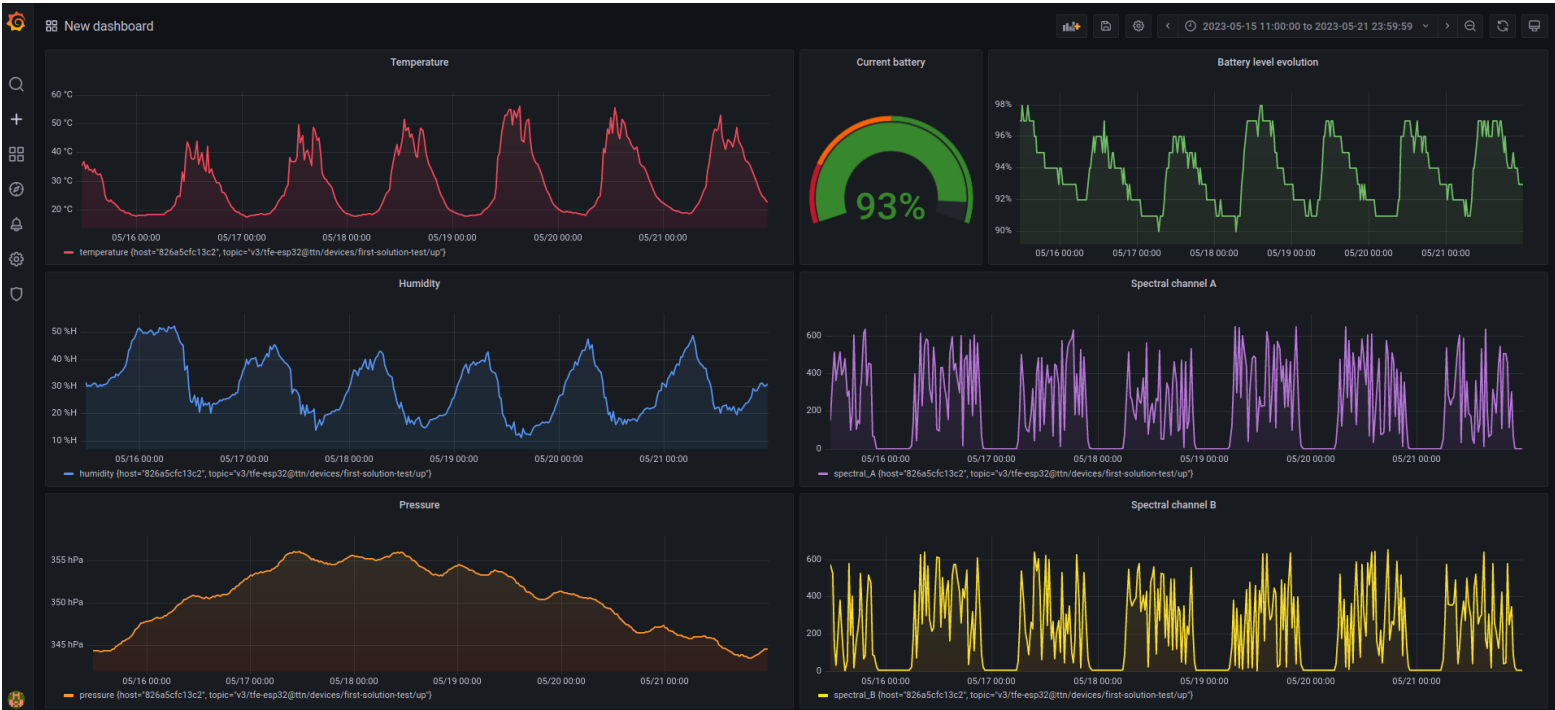 New dashboard
2023-05-15 11:00:00 to 2023-05-21 23:59:59
Temperature
60 °C
50 °C
40 °C
30 °C
20 °C
05/16 00:00 05/17 00:00 05/18 00:00 05/19 00:00 05/20 00:00 05/21 00:00
temperature {host="826a5cfc13c2", topic="v3/tfe-esp32@ttn/devices/first-solution-test/up"}
Current battery
93%
Battery level evolution
98%
96%
94%
92%
90%
05/16 00:00 05/17 00:00 05/18 00:00 05/19 00:00 05/20 00:00 05/21 00:00
Humidity
50 %H
40 %H
30 %H
20 %H
10 %H
05/16 00:00 05/17 00:00 05/18 00:00 05/19 00:00 05/20 00:00 05/21 00:00
humidity {host="826a5cfc13c2", topic="v3/tfe-esp32@ttn/devices/first-solution-test/up"}
Spectral channel A
600
400
200
0
05/16 00:00 05/17 00:00 05/18 00:00 05/19 00:00 05/20 00:00 05/21 00:00
spectral_A {host="826a5cfc13c2", topic="v3/tfe-esp32@ttn/devices/first-solution-test/up"}
Pressure
355 hPa
350 hPa
345 hPa
05/16 00:00 05/17 00:00 05/18 00:00 05/19 00:00 05/20 00:00 05/21 00:00
pressure {host="826a5cfc13c2", topic="v3/tfe-esp32@ttn/devices/first-solution-test/up"}
Spectral channel B
600
400
200
0
05/16 00:00 05/17 00:00 05/18 00:00 05/19 00:00 05/20 00:00 05/21 00:00
spectral_B {host="826a5cfc13c2", topic="v3/tfe-esp32@ttn/devices/first-solution-test/up"}